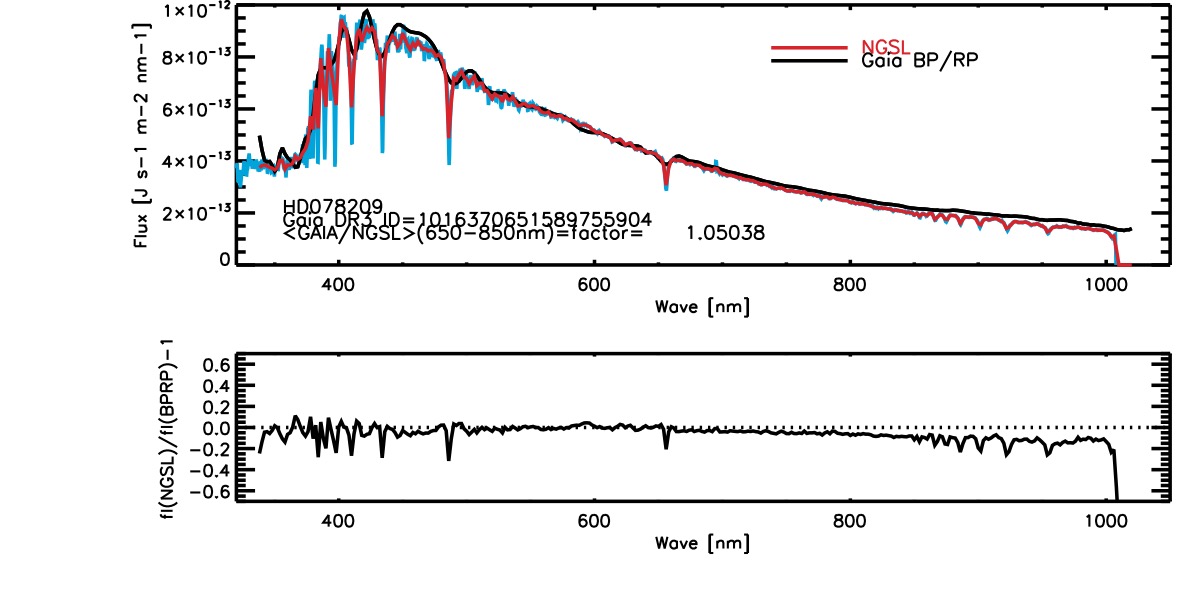 1×10−12
8×10−13
6×10−13
4×10−13
2×10−13
0
Flux [J s−1 m−2 nm−1]
NGSL
Gaia BP/RP
HD078209
Gaia DR3 ID=1016370651589755904
<GAIA/NGSL>(650−850nm)=factor= 1.05038
400 600 800 1000
Wave [nm]
fl(NGSL)/fl(BPRP)−1
0.6
0.4
0.2
0.0
−0.2
−0.4
−0.6
400 600 800 1000
Wave [nm]